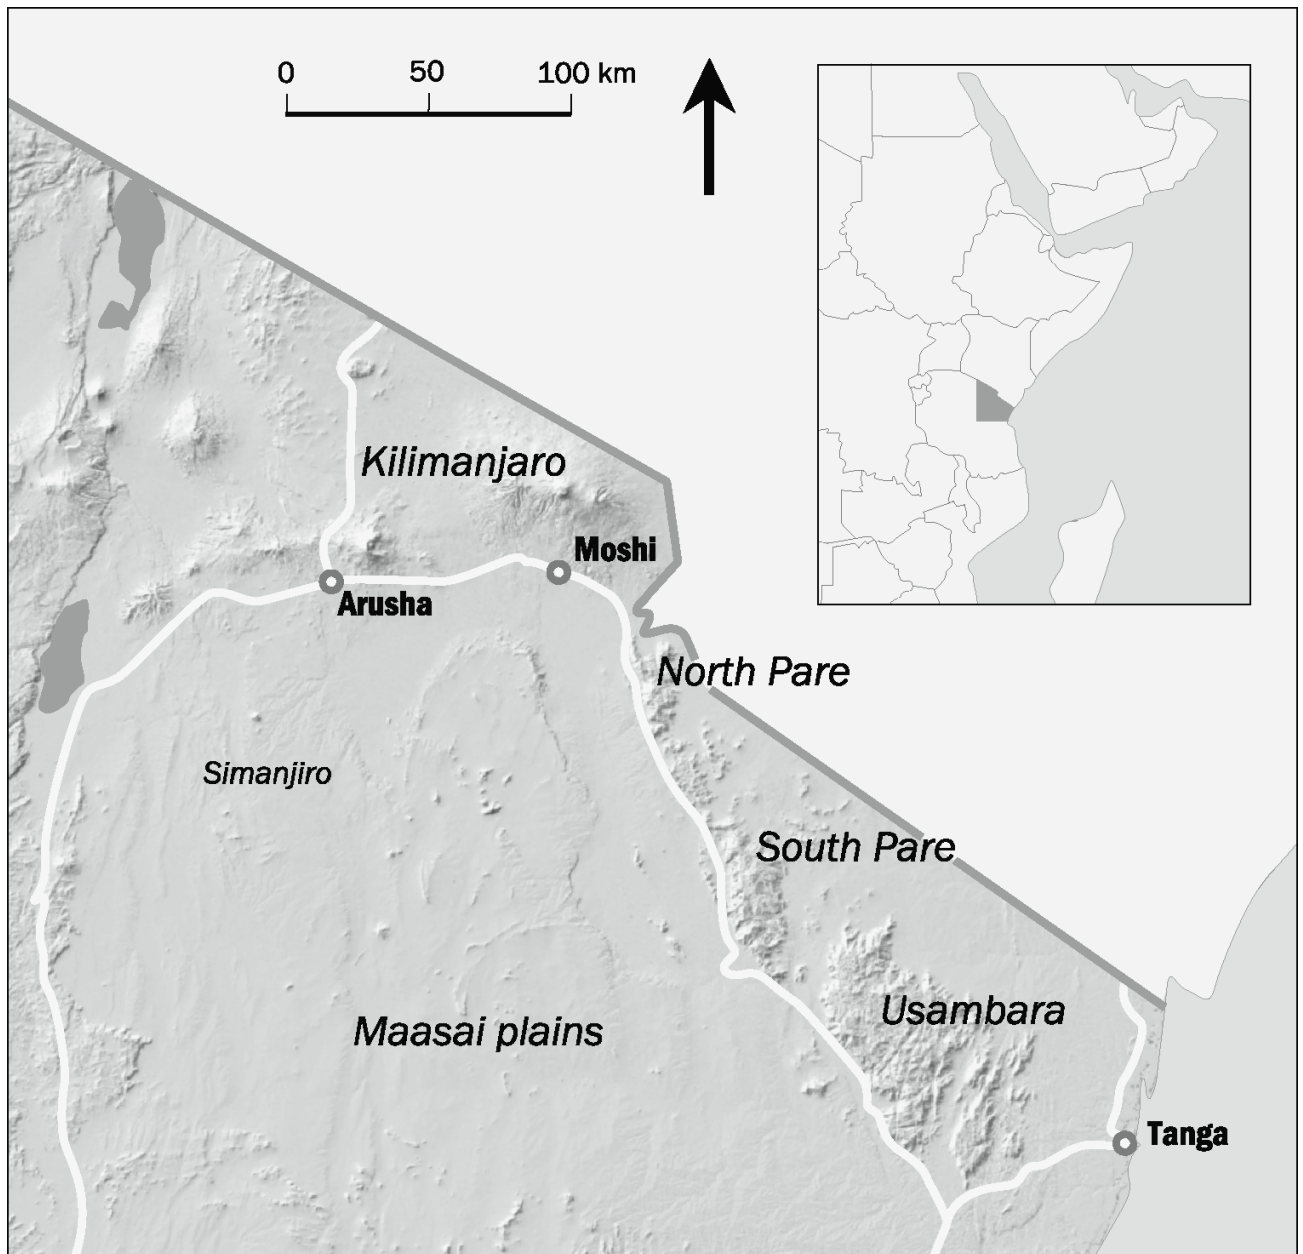 0 50 100 km
Kilimanjaro
Moshi
Arusha
North Pare
Simanjiro
South Pare
Usambara
Maasai plains
Tanga